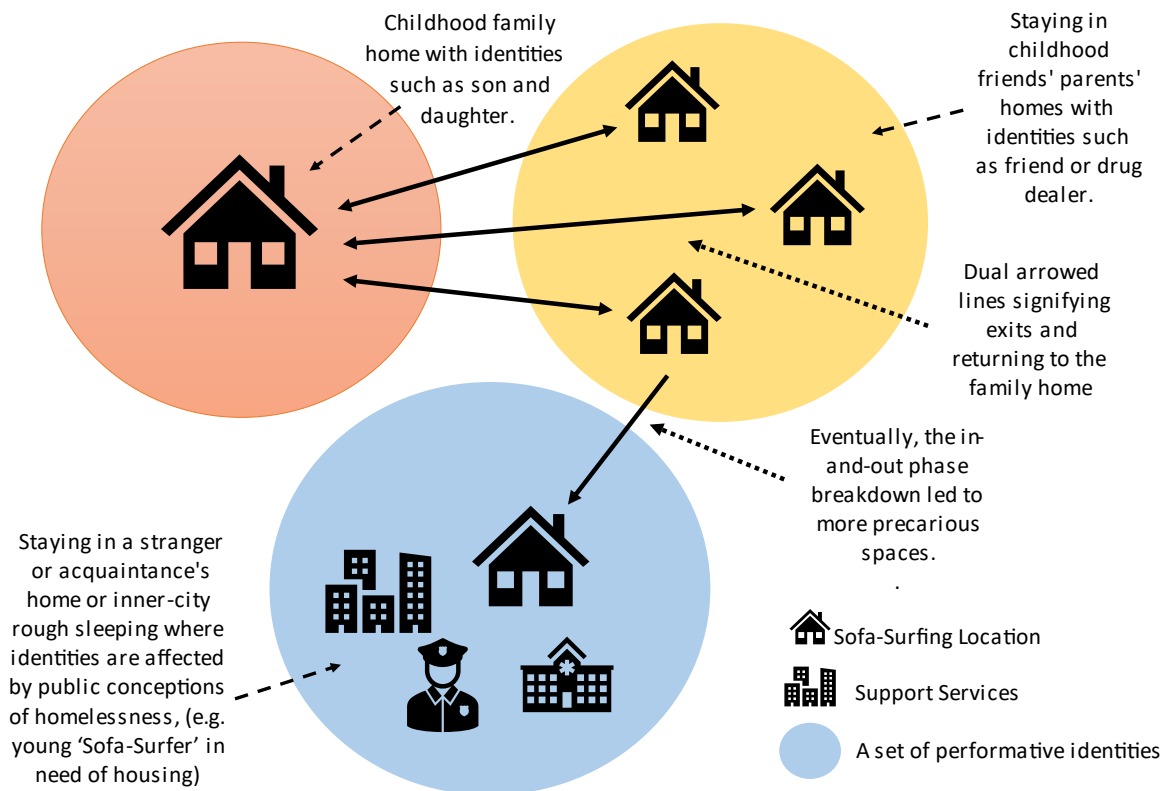 Childhood family
home with identities
such as son and
daughter.
Staying in
childhood
friends' parents'
homes with
identities such
as friend or drug
dealer.
Dual arrowed
lines signifying
exits and
returning to the
family home
Eventually, the in-
and-out phase
breakdown led to
more precarious
spaces.
.
Staying in a stranger
or acquaintance's
home or inner-city
rough sleeping where
identities are affected
by public conceptions
of homelessness, (e.g.
young ‘Sofa-Surfer’ in
need of housing)
Sofa-Surfing Location
Support Services
A set of performative identities